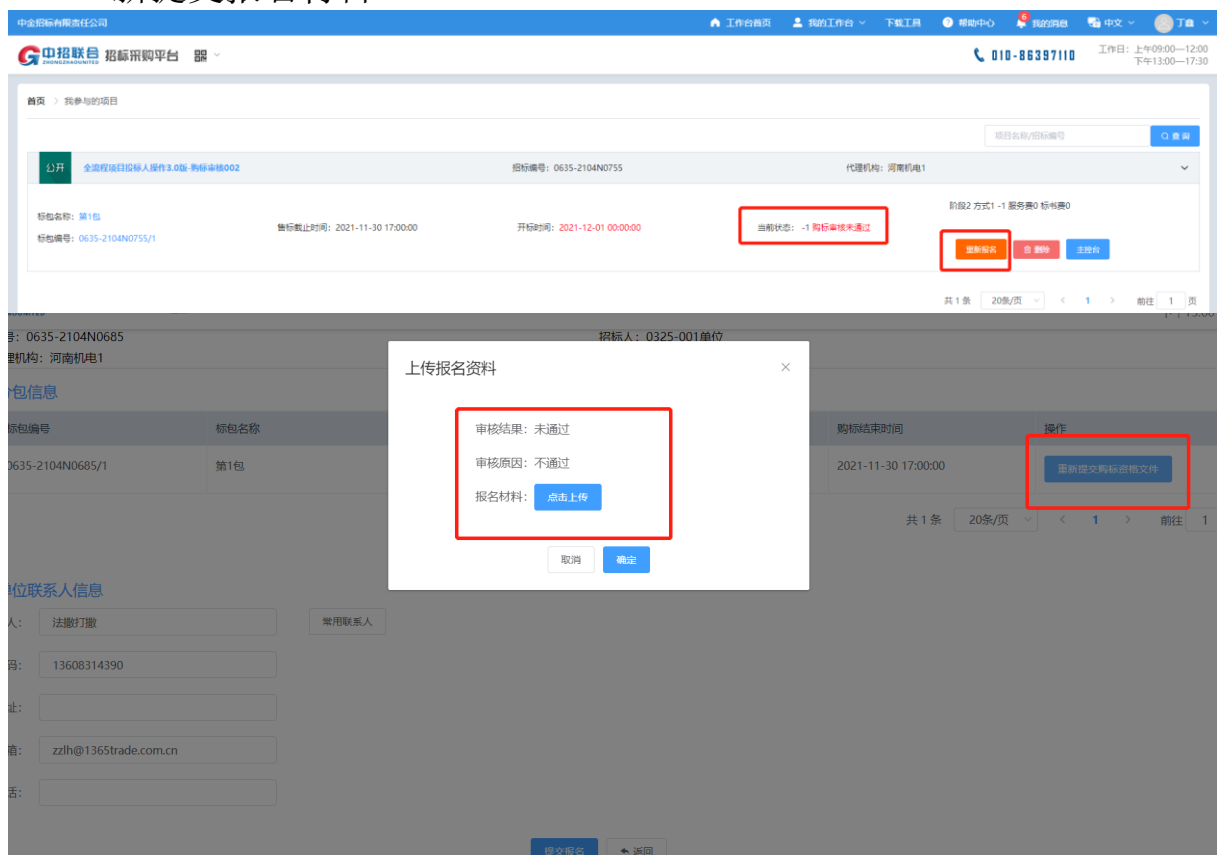 新提交报名材料
中金招标有限责任公司 工作台首页 我的工作台 下载工具 帮助中心 6 我的消息 中文 丁鑫
中招联合 招标采购平台 010-86397110 工作日：上午09:00—12:00
ZHONGZHAOUNITED 下午13:00—17:30
首页 > 我参与的项目
项目名称/招标编号 查询
公开 全流程项目投标人操作3.0版-购标审核002 招标编号：0635-2104N0755 代理机构：河南机电1
阶段2 方式1 -1 服务费0 标书费0
标包名称：第1包
售标截止时间：2021-11-30 17:00:00 开标时间：2021-12-01 00:00:00 当前状态：-1 购标审核未通过
标包编号：0635-2104N0755/1
重新报名 删除 主控台
共1条 20条/页 < 1 > 前往 1 页
号：0635-2104N0685 招标人：0325-001单位
理机构：河南机电1
上传报名资料 ×
分包信息
标包编号 标包名称 购标结束时间 操作
审核结果：未通过
0635-2104N0685/1 第1包 2021-11-30 17:00:00 重新提交购标资格文件
审核原因：不通过
报名材料：点击上传
共1条 20条/页 < 1 > 前往 1
取消 确定
单位联系人信息
人：法撒打撒 常用联系人
码：13608314390
址：
箱：zzlh@1365trade.com.cn
话：
提交报名 返回